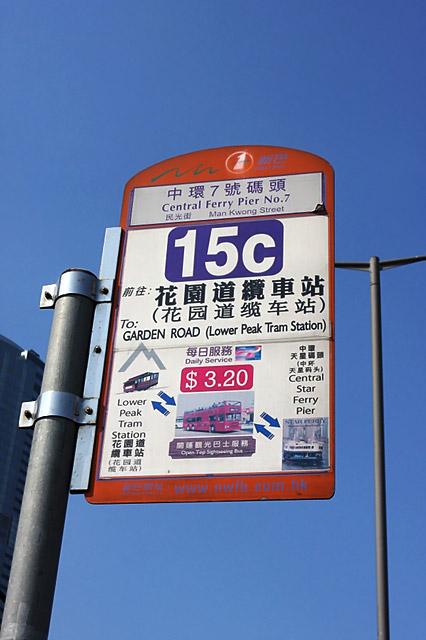 新巴
中環7號碼頭
Central Ferry Pier No.7
民光街 Man Kwong Street
15C
前往: 花園道纜車站
(花园道缆车站)
To:
GARDEN ROAD (Lower Peak Tram Station)
每日服務
Daily Service
$ 3.20
Lower
Peak
Tram
Station
花園道
纜車站
(花园道
缆车站)
開篷觀光巴士服務
Open Top Sightseeing Bus
中環
天星碼頭
(中环
天星码头)
Central
Star
Ferry
Pier
STAR FERRY
www.nwfb.com.hk